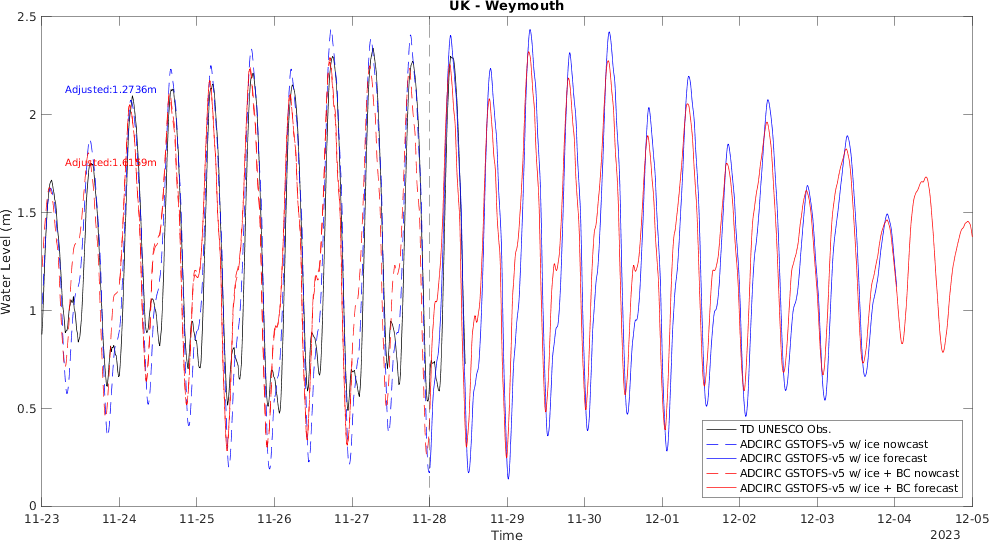 UK - Weymouth
2.5
2
1.5
1
0.5
0
Water Level (m)
Adjusted:1.2736m
Adjusted:1.6159m
TD UNESCO Obs.
ADCIRC GSTOFS-v5 w/ ice nowcast
ADCIRC GSTOFS-v5 w/ ice forecast
ADCIRC GSTOFS-v5 w/ ice + BC nowcast
ADCIRC GSTOFS-v5 w/ ice + BC forecast
11-23 11-24 11-25 11-26 11-27 11-28 11-29 11-30 12-01 12-02 12-03 12-04 12-05
Time
2023